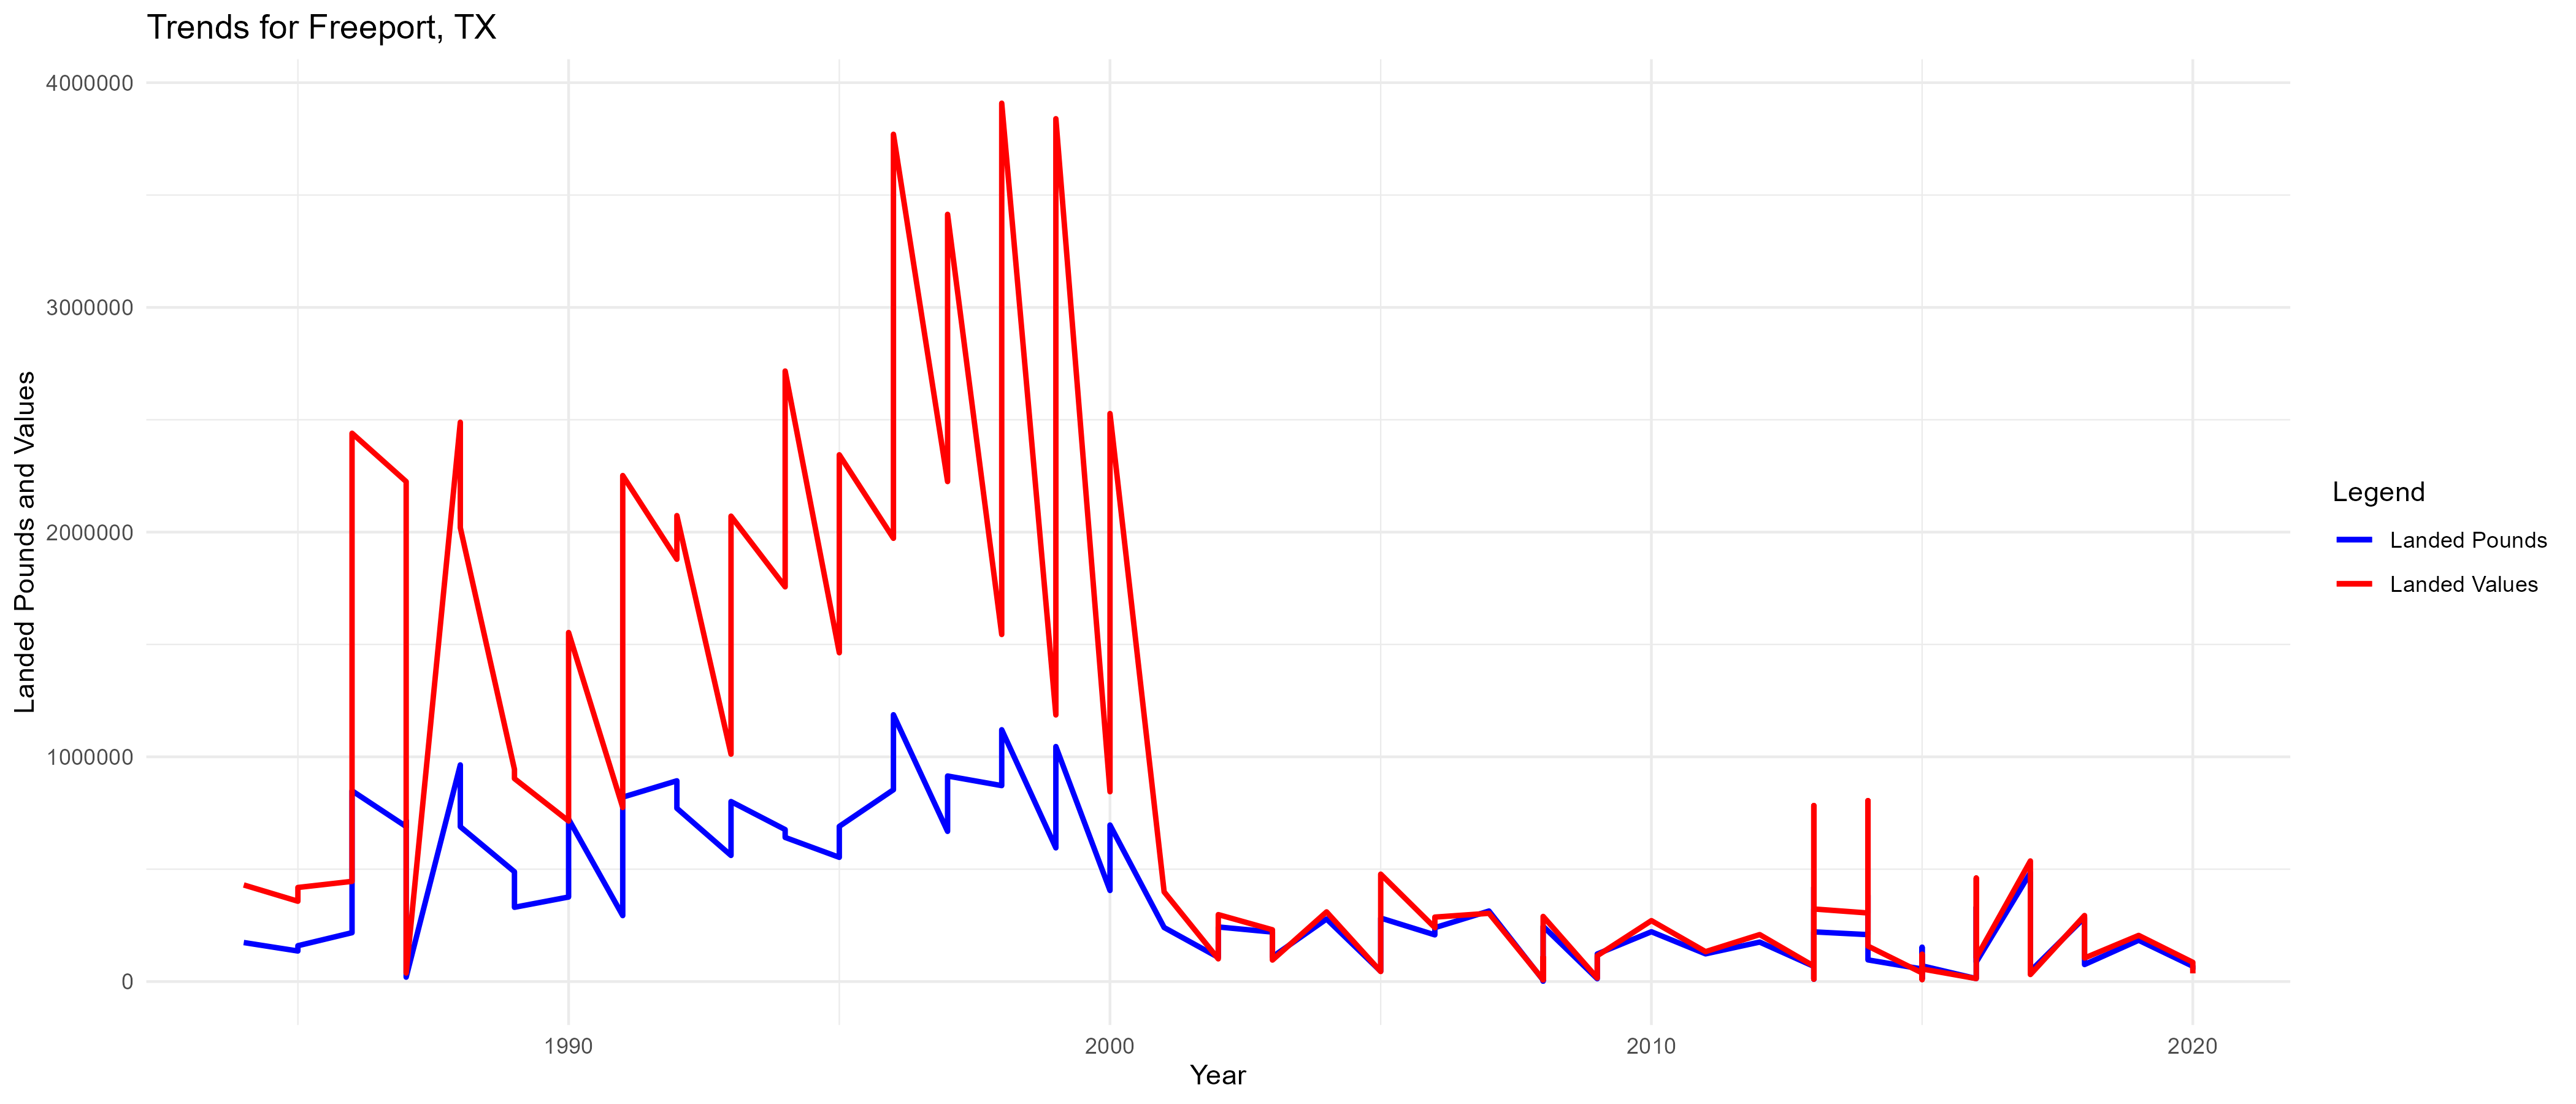 Trends for Freeport, TX
4000000
3000000
2000000
1000000
0
Landed Pounds and Values
1990
2000
2010
2020
Year
Legend
Landed Pounds
Landed Values